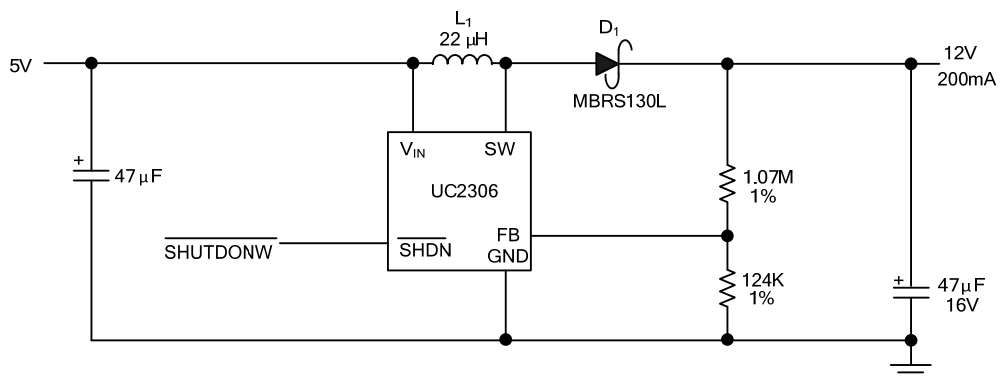 L1
22 μH
D1
5V
12V
200mA
MBRS130L
VIN
SW
47μF
UC2306
1.07M
1%
SHUTDONW
SHDN
FB
GND
124K
1%
47μF
16V
+
+